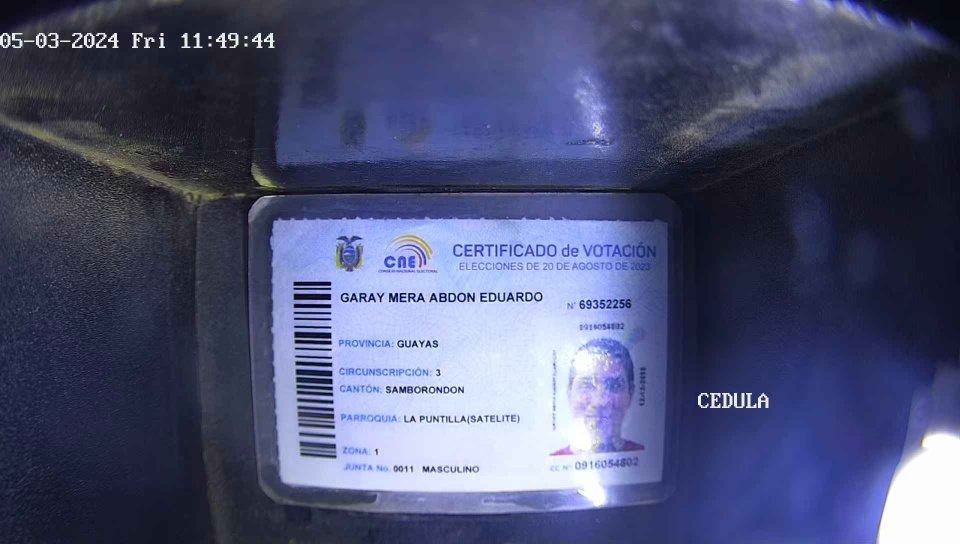 05-03-2024 Fri 11:49:44
CNE
CONSEJO NACIONAL ELECTORAL
CERTIFICADO de VOTACIÓN
ELECCIONES DE 20 DE AGOSTO DE 2023
GARAY MERA ABDON EDUARDO
N° 69352256
0916054802
PROVINCIA: GUAYAS
CIRCUNSCRIPCIÓN: 3
CANTÓN: SAMBORONDON
CEDULA
PARROQUIA: LA PUNTILLA(SATELITE)
ZONA: 1
JUNTA No. 0011 MASCULINO
CC N°: 0916054802